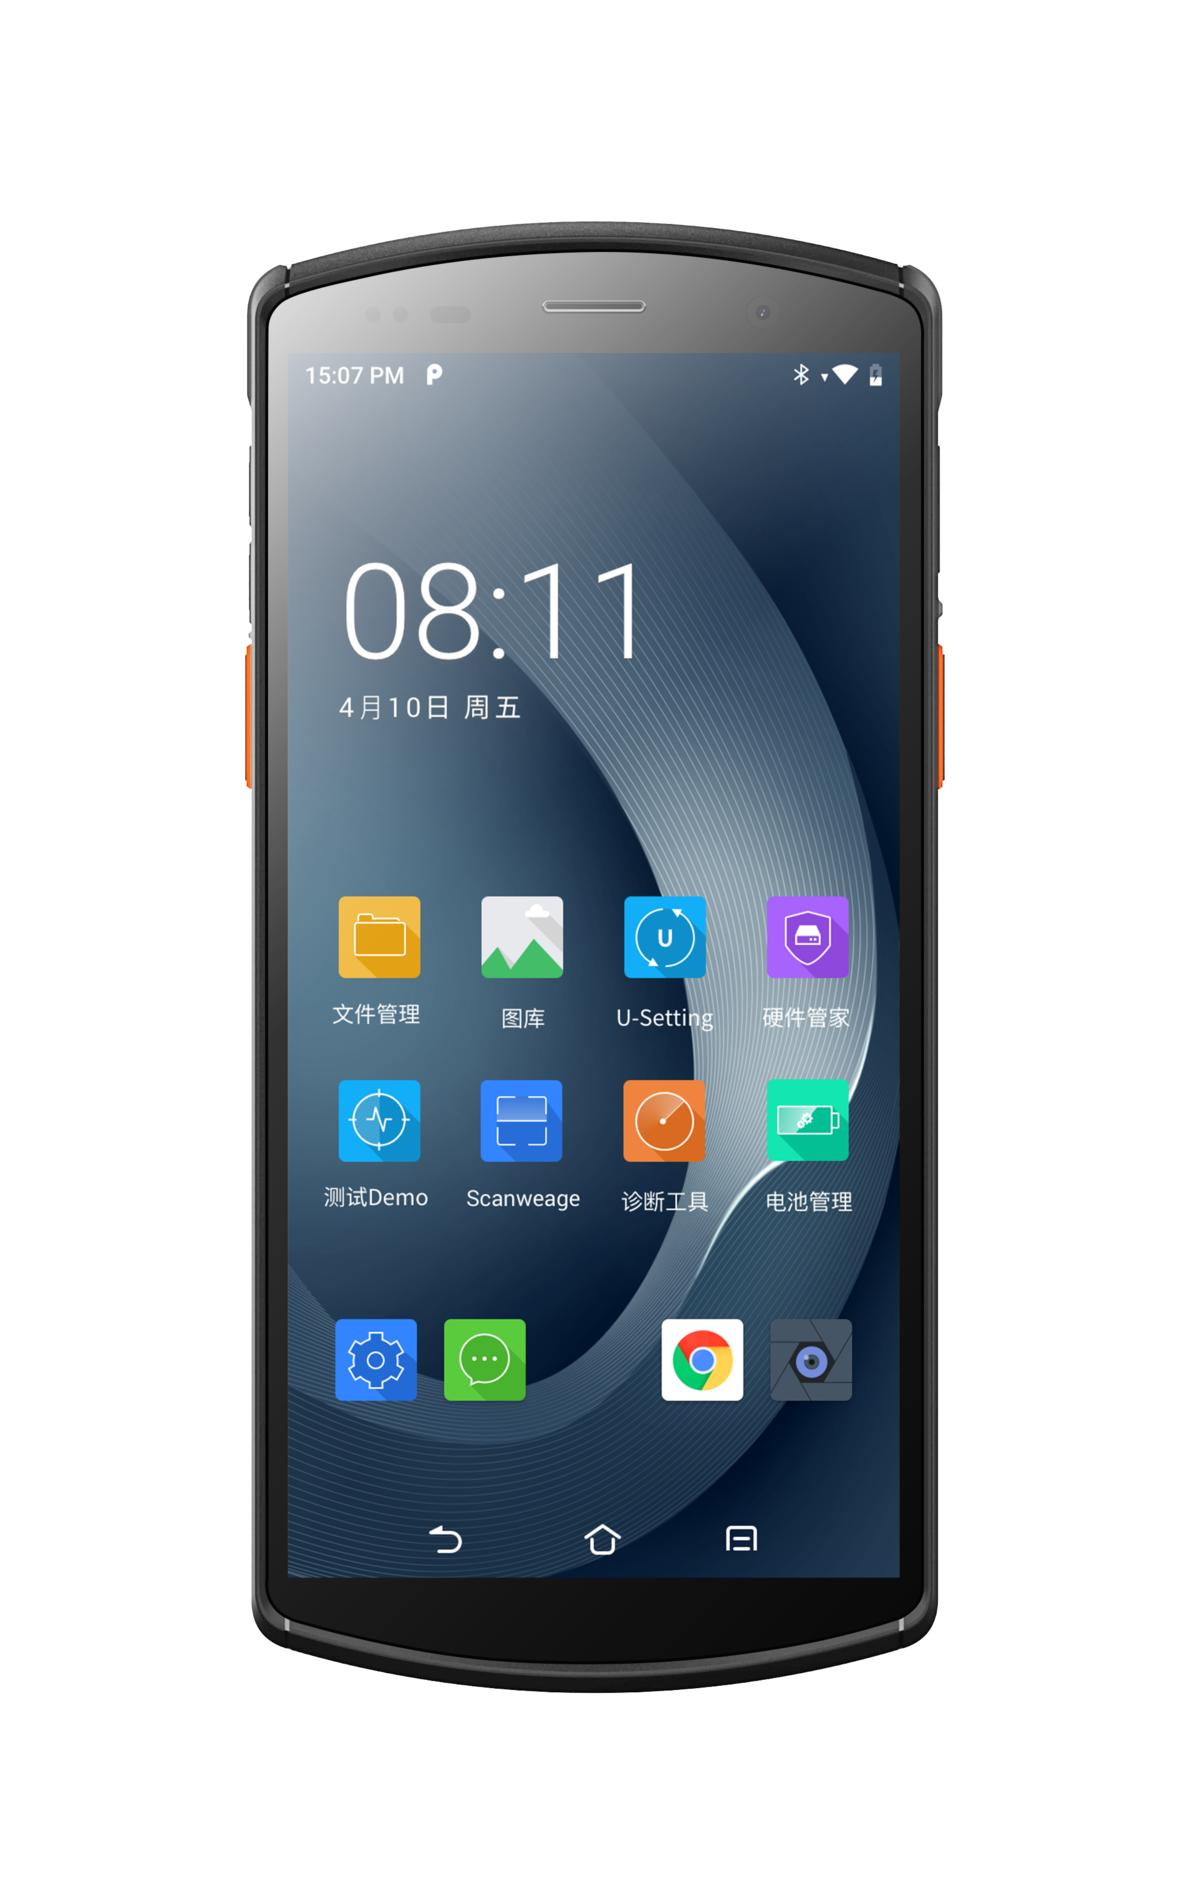 15:07 PM
08:11
4月10日 周五
文件管理
图库
U-Setting
硬件管家
测试Demo
Scanweage
诊断工具
电池管理